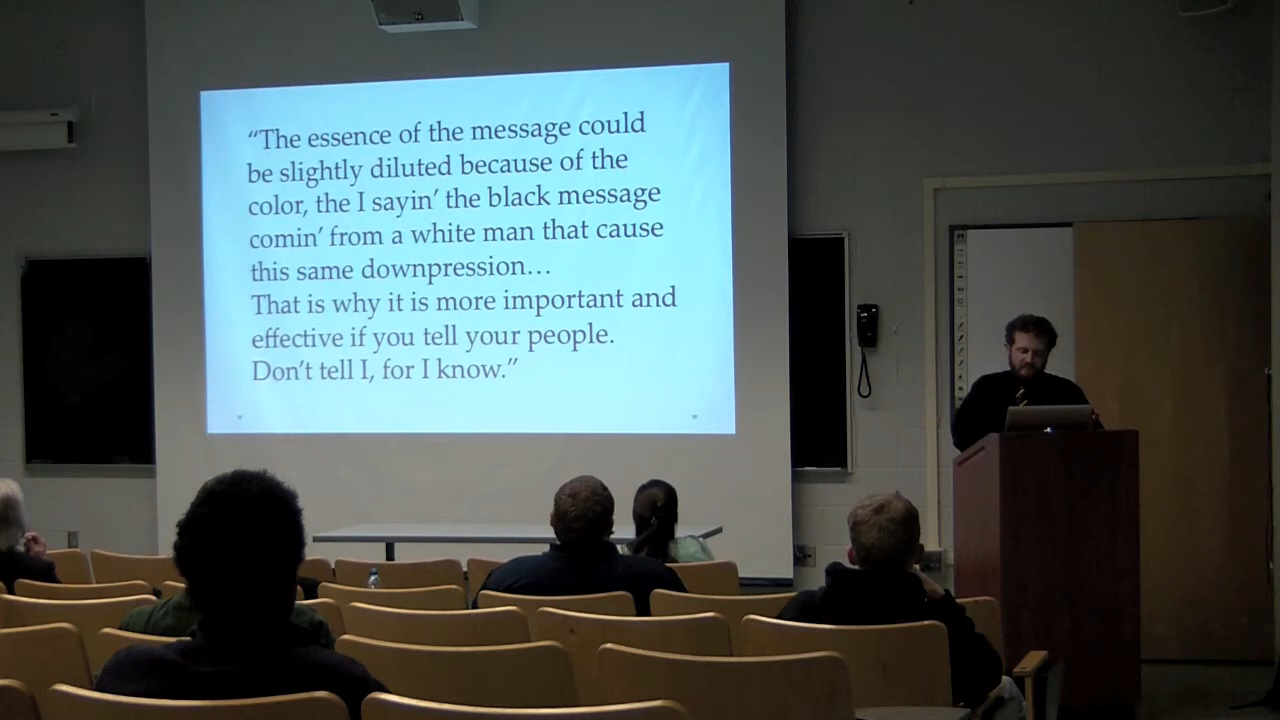 “The essence of the message could
be slightly diluted because of the
color, the I sayin’ the black message
comin’ from a white man that cause
this same downpression…
That is why it is more important and
effective if you tell your people.
Don’t tell I, for I know.”